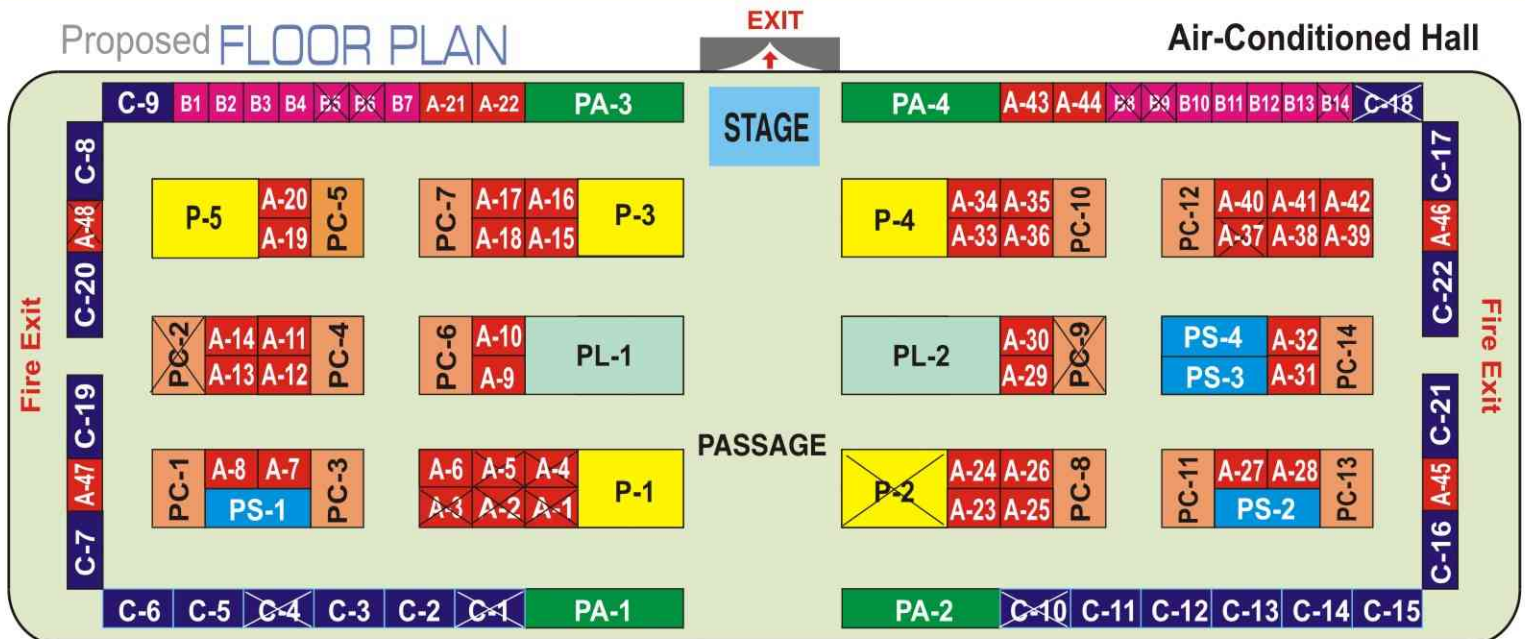 EXIT
Proposed FLOOR PLAN
Air-Conditioned Hall
C-9 B1 B2 B3 B4 B5 B6 B7 A-21 A-22 PA-3
STAGE
PA-4 A-43 A-44 B8 B9 B10 B11 B12 B13 B14 C-18
C-8
A-48
C-20
Fire Exit
C-19
A-47
C-7
P-5
A-20
A-19
PC-5
PC-7
A-17 A-16
A-18 A-15
P-3
P-4
A-34 A-35
A-33 A-36
PC-10
PC-12
A-40 A-41 A-42
A-37 A-38 A-39
C-17
A-46
C-22
Fire Exit
C-21
A-45
C-16
PC-2
A-14 A-11
A-13 A-12
PC-4
PC-6
A-10
A-9
PL-1
PL-2
A-30
A-29
PC-9
PS-4
PS-3
A-32
A-31
PC-14
PASSAGE
PC-1
A-8 A-7
PS-1
PC-3
A-6 A-5 A-4
A-3 A-2 A-1
P-1
P-2
A-24 A-26
A-23 A-25
PC-8
PC-11
A-27 A-28
PS-2
PC-13
C-6 C-5 C-4 C-3 C-2 C-1 PA-1
PA-2 C-10 C-11 C-12 C-13 C-14 C-15